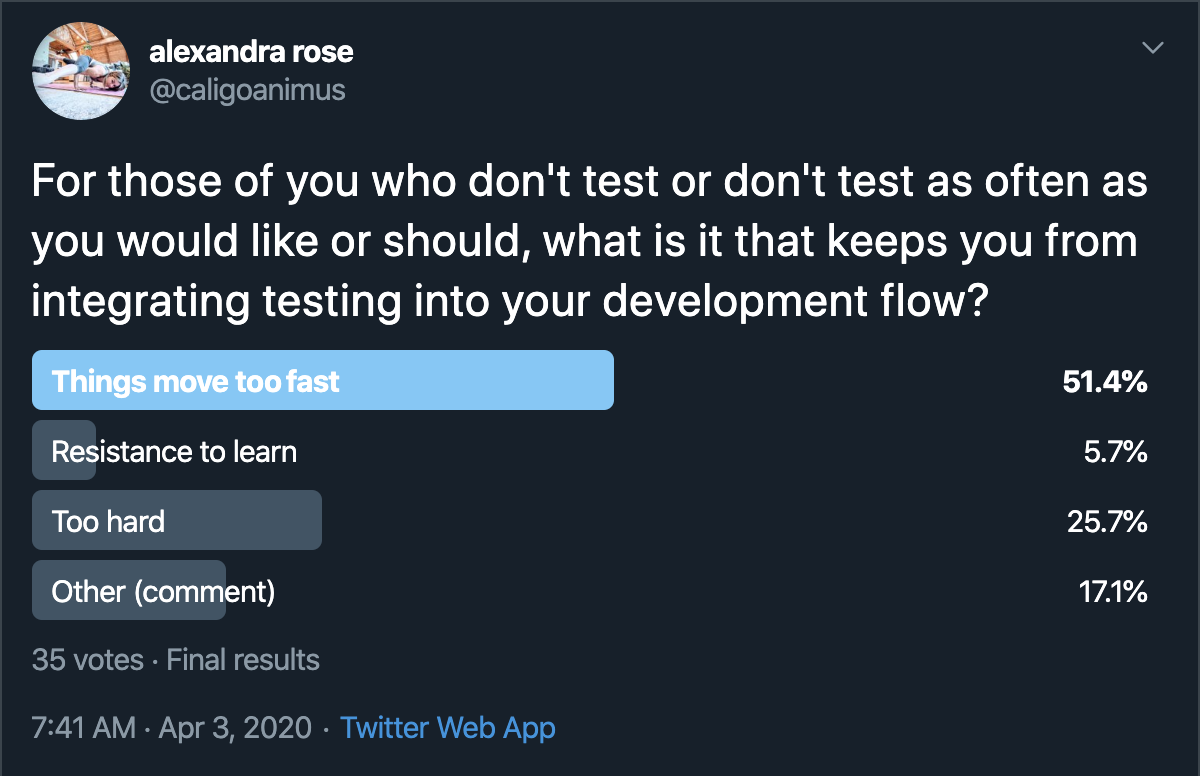 alexandra rose
@caligoanimus
For those of you who don't test or don't test as often as
you would like or should, what is it that keeps you from
integrating testing into your development flow?
Things move too fast 51.4%
Resistance to learn 5.7%
Too hard 25.7%
Other (comment) 17.1%
35 votes · Final results
7:41 AM · Apr 3, 2020 · Twitter Web App